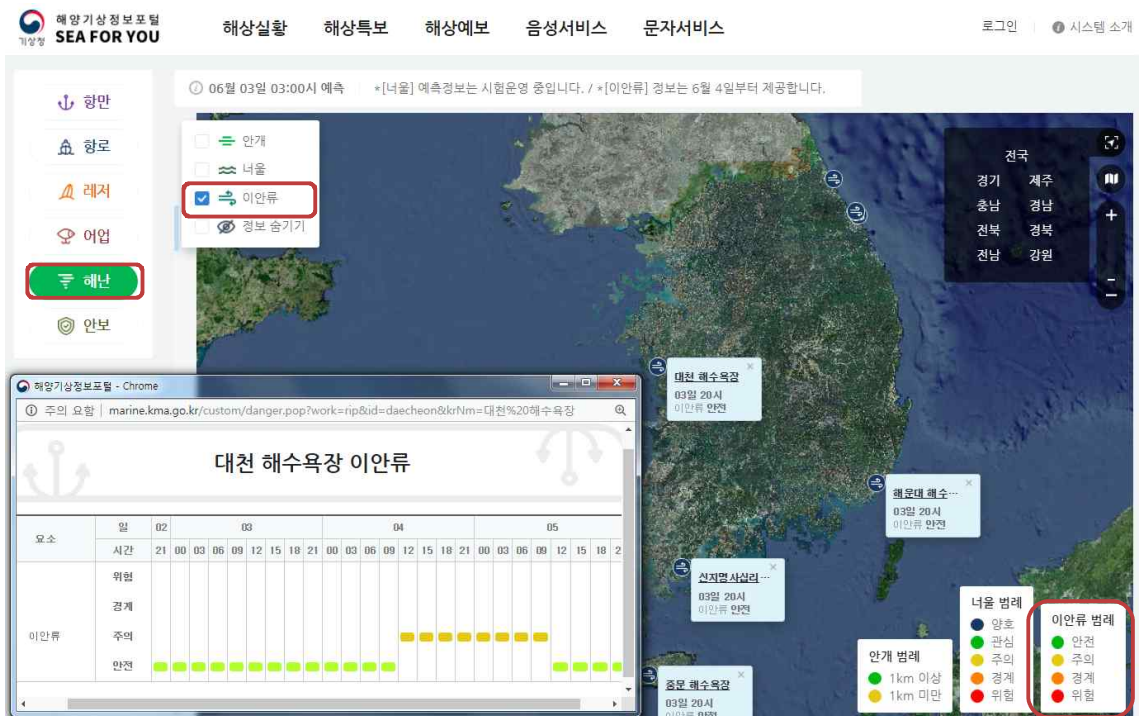 기상청
해양기상정보포털
SEA FOR YOU
해상실황 해상특보 해상예보 음성서비스 문자서비스
로그인 시스템 소개
06월 03일 03:00시 예측 *[너울] 예측정보는 시험운영 중입니다. / *[이안류] 정보는 6월 4일부터 제공합니다.
항만
항로
레저
어업
해난
안보
안개
너울
이안류
정보 숨기기
전국
경기 제주
충남 경남
전북 경북
전남 강원
+
-
대천 해수욕장 ×
03일 20시
이안류 안전
해운대 해수… ×
03일 20시
이안류 안전
신지명사십리… ×
03일 20시
이안류 안전
중문 해수욕장 ×
03일 20시
이안류 안전
해양기상정보포털 - Chrome
주의 요함 | marine.kma.go.kr/custom/danger.pop?work=rip&id=daecheon&krNm=대천%20해수욕장
대천 해수욕장 이안류
요소 일 02 03 04 05
시간 21 00 03 06 09 12 15 18 21 00 03 06 09 12 15 18 21 00 03 06 09 12 15 18 2
이안류
위험
경계
주의
안전
안개 범례
1km 이상
1km 미만
너울 범례
양호
관심
주의
경계
위험
이안류 범례
안전
주의
경계
위험